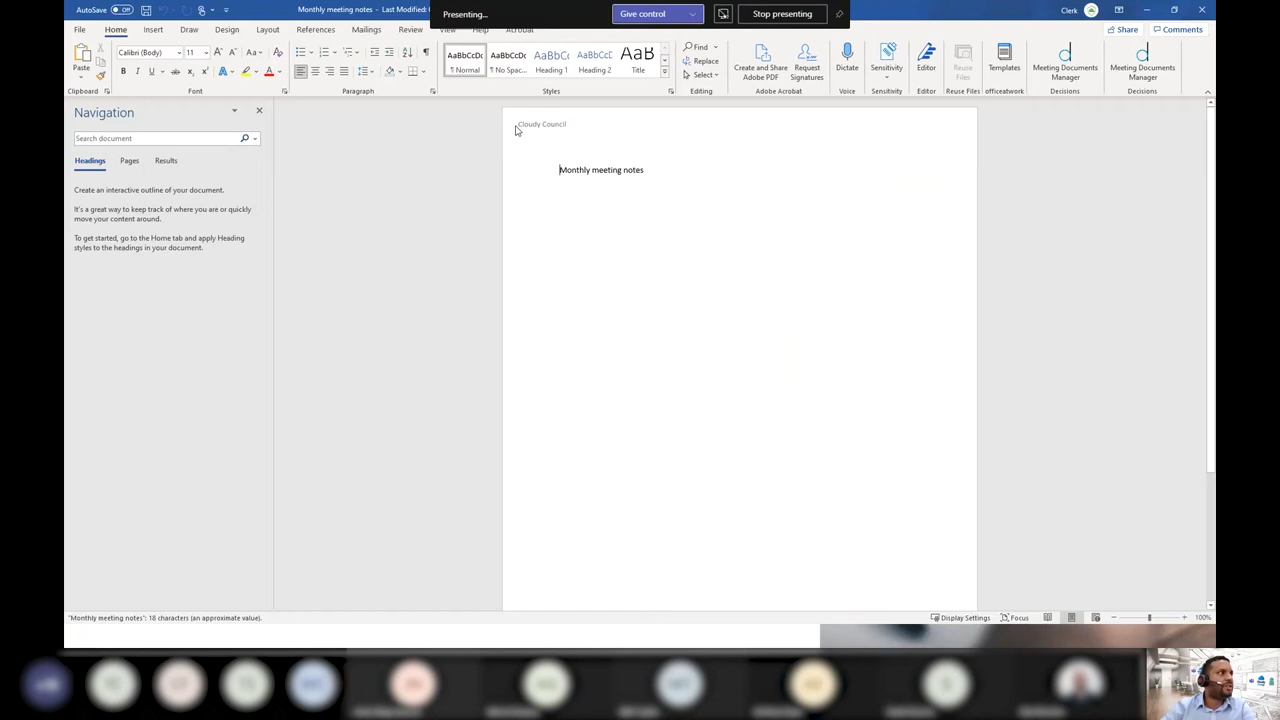 AutoSave Off Monthly meeting notes - Last Modified: Presenting... Give control Stop presenting Clerk
File Home Insert Draw Design Layout References Mailings Review View Help Acrobat Share Comments
Calibri (Body) 11 AaBbCcDc AaBbCcDc AaBbCc AaBbCcD AaB Find
Paste Normal No Spac... Heading 1 Heading 2 Title Replace Select
Create and Share Adobe PDF Request Signatures Dictate Sensitivity Editor Reuse Files Templates Meeting Documents Manager Meeting Documents Manager
Clipboard Font Paragraph Styles Editing Adobe Acrobat Voice Sensitivity Editor Reuse Files officeatwork Decisions Decisions
Navigation
Search document
Headings Pages Results
Create an interactive outline of your document.
It's a great way to keep track of where you are or quickly
move your content around.
To get started, go to the Home tab and apply Heading
styles to the headings in your document.
Cloudy Council
Monthly meeting notes
"Monthly meeting notes": 18 characters (an approximate value). Display Settings Focus 100%